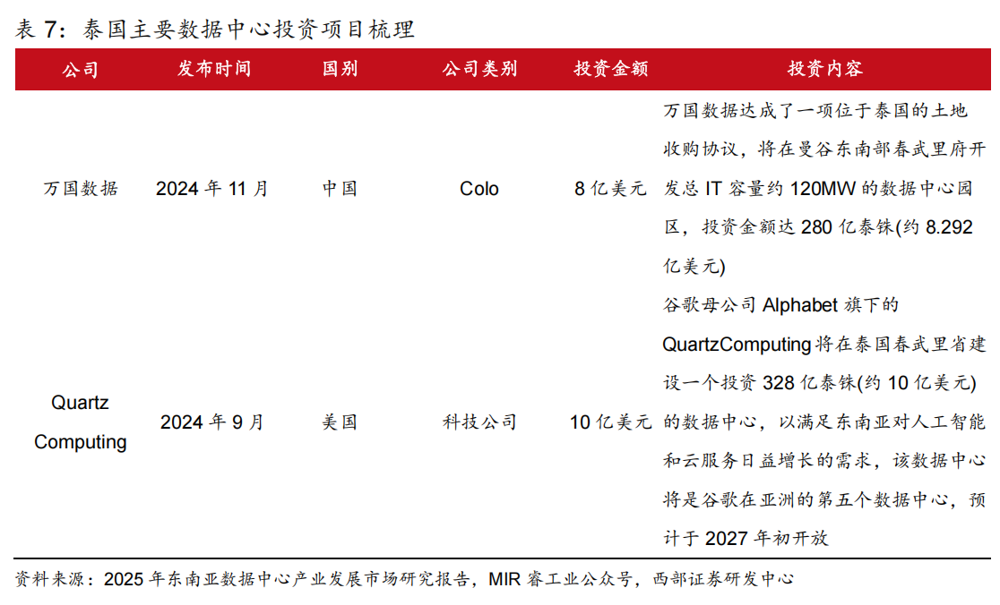 表 7：泰国主要数据中心投资项目梳理
公司 发布时间 国别 公司类别 投资金额 投资内容
万国数据 2024 年 11 月 中国 Colo 8 亿美元
万国数据达成了一项位于泰国的土地
收购协议，将在曼谷东南部春武里府开
发总 IT 容量约 120MW 的数据中心园
区，投资金额达 280 亿泰铢(约 8.292
亿美元)
Quartz
Computing
2024 年 9 月 美国 科技公司 10 亿美元
谷歌母公司 Alphabet 旗下的
QuartzComputing 将在泰国春武里省建
设一个投资 328 亿泰铢(约 10 亿美元)
的数据中心，以满足东南亚对人工智能
和云服务日益增长的需求，该数据中心
将是谷歌在亚洲的第五个数据中心，预
计于 2027 年初开放
资料来源：2025 年东南亚数据中心产业发展市场研究报告，MIR 睿工业公众号，西部证券研发中心